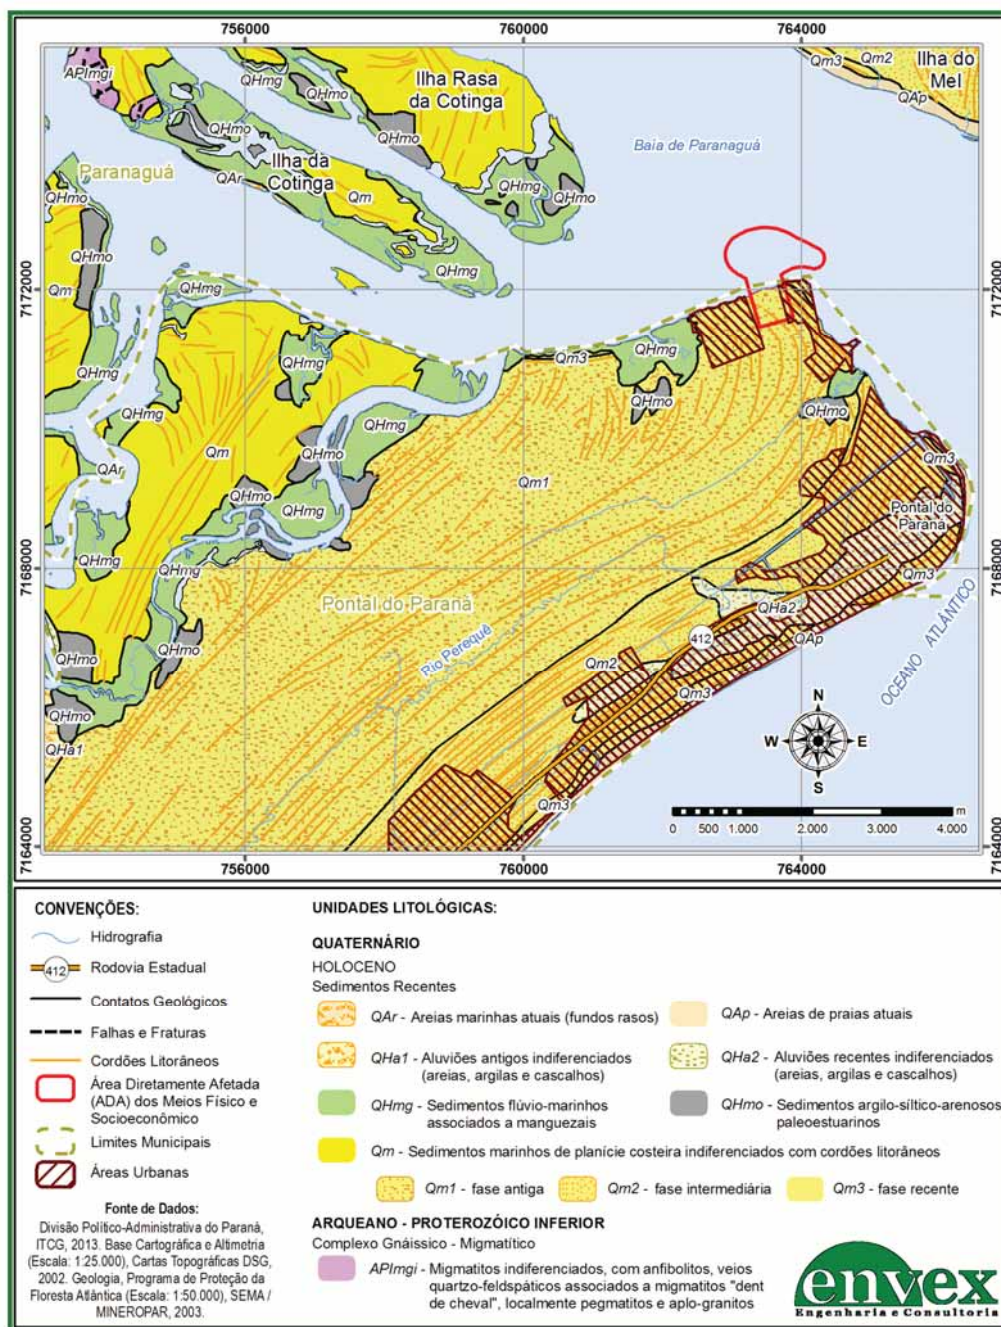 756000 760000 764000
APImgi
QHmg
QHmo
Ilha Rasa
da Cotinga
Qm3
Qm2
Ilha do
Mel
QAp
QHmo
Baía de Paranaguá
Paranaguá
QHmo
QAr
Ilha da
Cotinga
Qm
QHmg
QHmo
QHmo
QHmg
Qm
QHmg
7172000
7172000
QHmg
Qm3
QHmg
QHmg
QHmg
QHmo
QHmo
QHmg
QAr
Qm
QHmo
Qm3
QHmo
Qm1
QHmg
Pontal do
Paraná
QHmg
QHmg
7168000
7168000
Qm3
Pontal do Paraná
QHa2
412
QAp
OCEANO ATLÂNTICO
QHmo
QHmo
Rio Perequê
Qm2
Qm3
QHmo
QHa1
N
W E
S
Qm3
m
0 500 1.000 2.000 3.000 4.000
7164000
7164000
756000 760000 764000
CONVENÇÕES:
Hidrografia
412 Rodovia Estadual
Contatos Geológicos
Falhas e Fraturas
Cordões Litorâneos
Área Diretamente Afetada
(ADA) dos Meios Físico e
Socioeconômico
Limites Municipais
Áreas Urbanas
Fonte de Dados:
Divisão Político-Administrativa do Paraná,
ITCG, 2013. Base Cartográfica e Altimetria
(Escala: 1:25.000), Cartas Topográficas DSG,
2002. Geologia, Programa de Proteção da
Floresta Atlântica (Escala: 1:50.000), SEMA /
MINEROPAR, 2003.
UNIDADES LITOLÓGICAS:
QUATERNÁRIO
HOLOCENO
Sedimentos Recentes
QAr - Areias marinhas atuais (fundos rasos)
QAp - Areias de praias atuais
QHa1 - Aluviões antigos indiferenciados
(areias, argilas e cascalhos)
QHa2 - Aluviões recentes indiferenciados
(areias, argilas e cascalhos)
QHmg - Sedimentos flúvio-marinhos
associados a manguezais
QHmo - Sedimentos argilo-síltico-arenosos
paleoestuarinos
Qm - Sedimentos marinhos de planície costeira indiferenciados com cordões litorâneos
Qm1 - fase antiga Qm2 - fase intermediária Qm3 - fase recente
ARQUEANO - PROTEROZÓICO INFERIOR
Complexo Gnáissico - Migmatítico
APImgi - Migmatitos indiferenciados, com anfibolitos, veios
quartzo-feldspáticos associados a migmatitos "dent
de cheval", localmente pegmatitos e aplo-granitos
envex
Engenharia e Consultoria